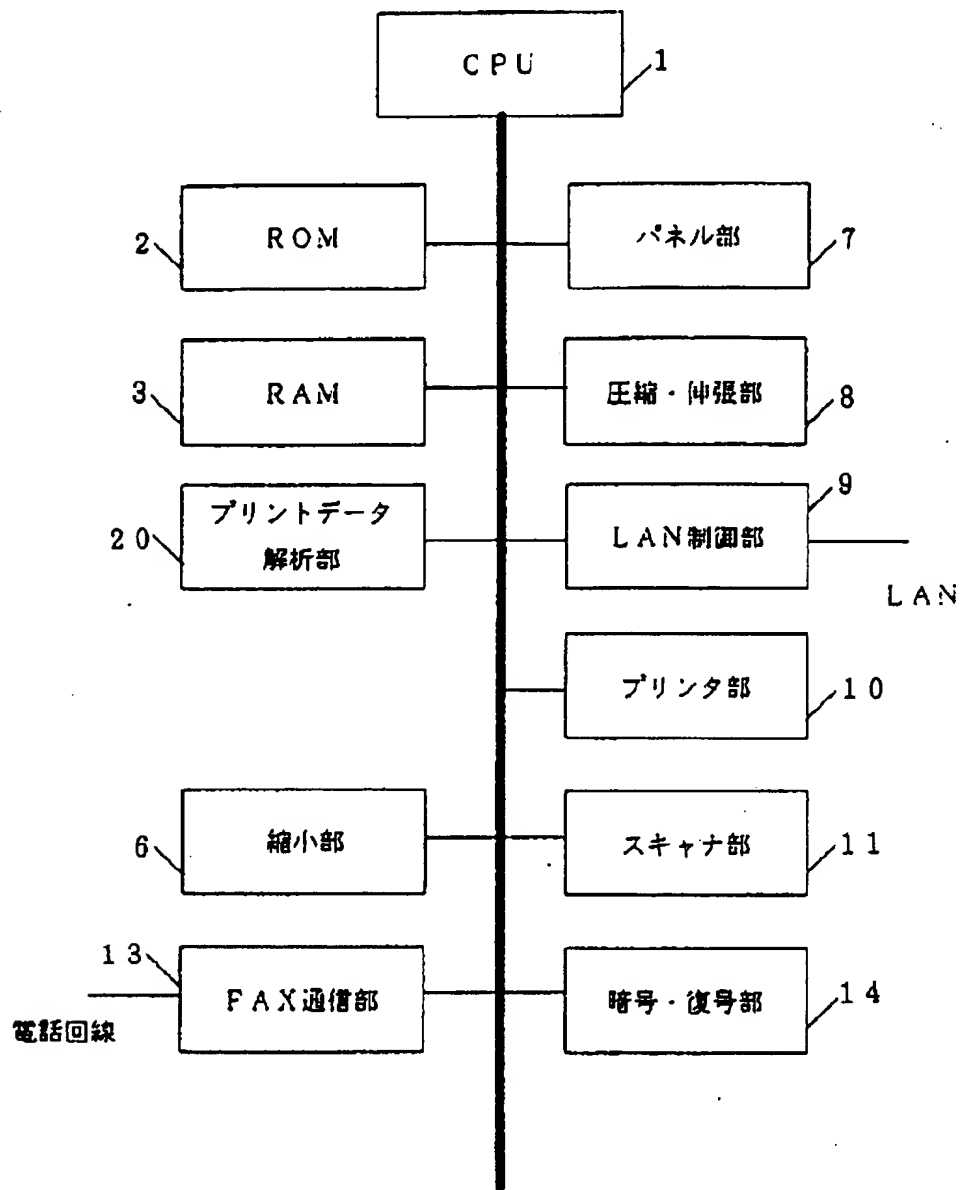 CPU
1
ROM
2
パネル部
7
RAM
3
圧縮・伸張部
8
プリントデータ
解析部
20
LAN制御部
9
LAN
プリンタ部
10
縮小部
6
スキャナ部
11
13
FAX通信部
電話回線
暗号・復号部
14